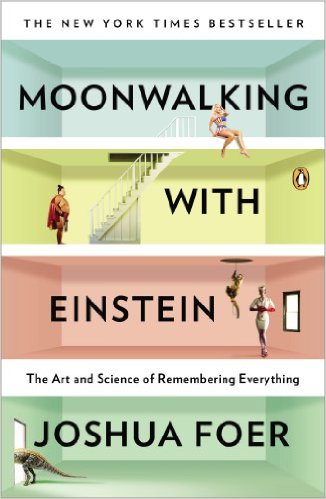 THE NEW YORK TIMES BESTSELLER
MOONWALKING
WITH
EINSTEIN
The Art and Science of Remembering Everything
JOSHUA FOER